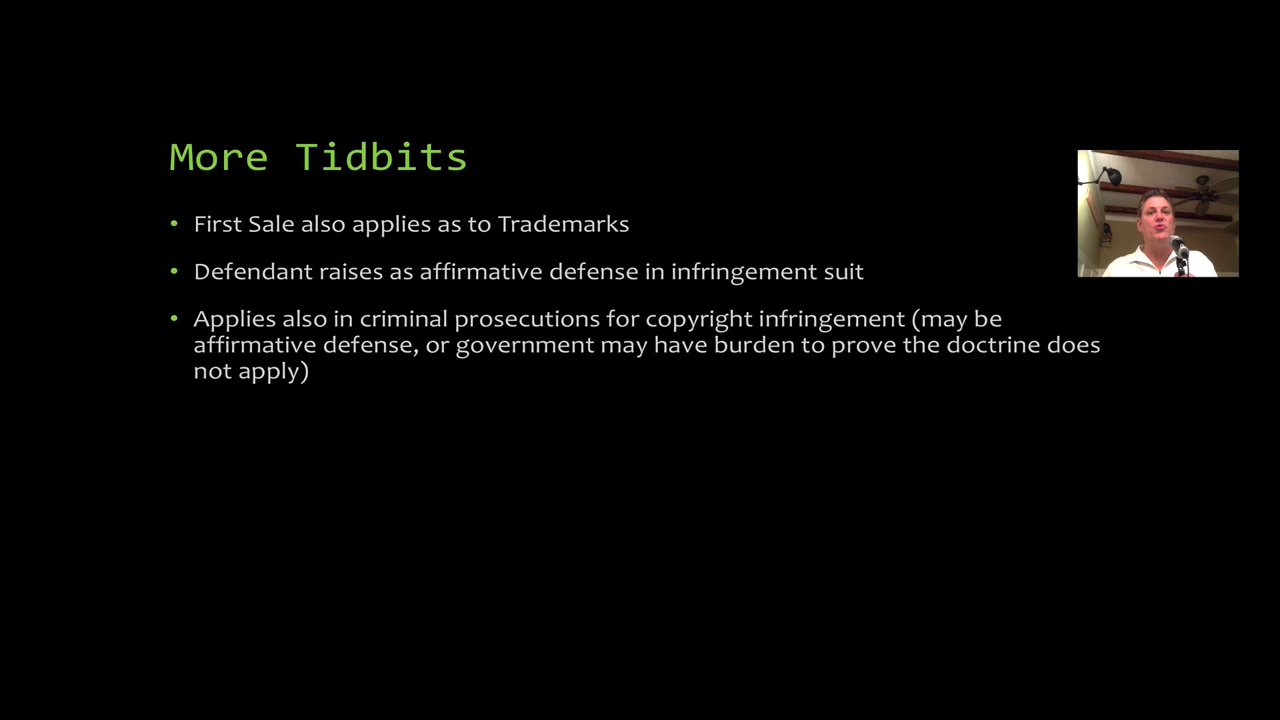 More Tidbits
• First Sale also applies as to Trademarks
• Defendant raises as affirmative defense in infringement suit
• Applies also in criminal prosecutions for copyright infringement (may be
affirmative defense, or government may have burden to prove the doctrine does
not apply)